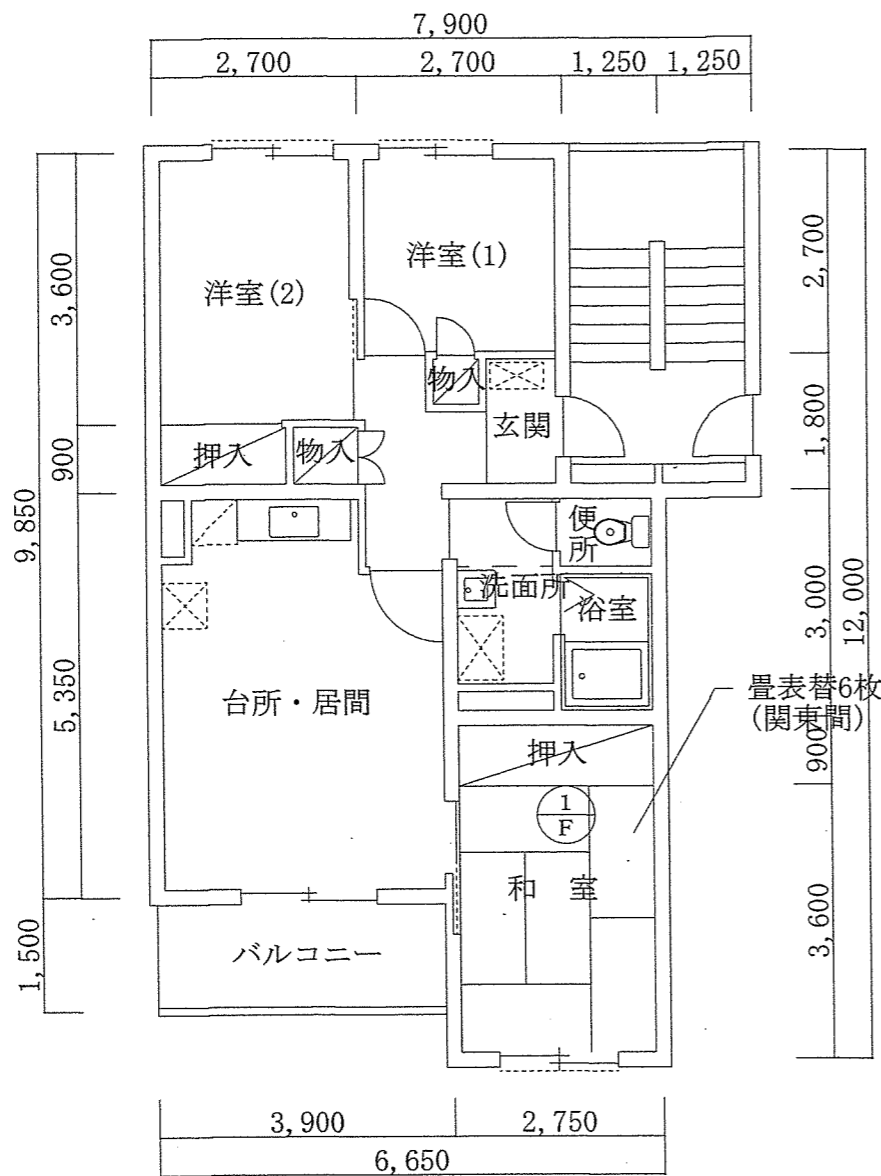 7,900
2,700
2,700
1,250
1,250
3,600
900
9,850
5,350
1,500
2,700
1,800
3,000
12,000
900
3,600
洋室(2)
洋室(1)
物入
玄関
押入
物入
便所
洗面所
浴室
台所・居間
畳表替6枚
(関東間)
押入
1
F
和室
バルコニー
3,900
2,750
6,650